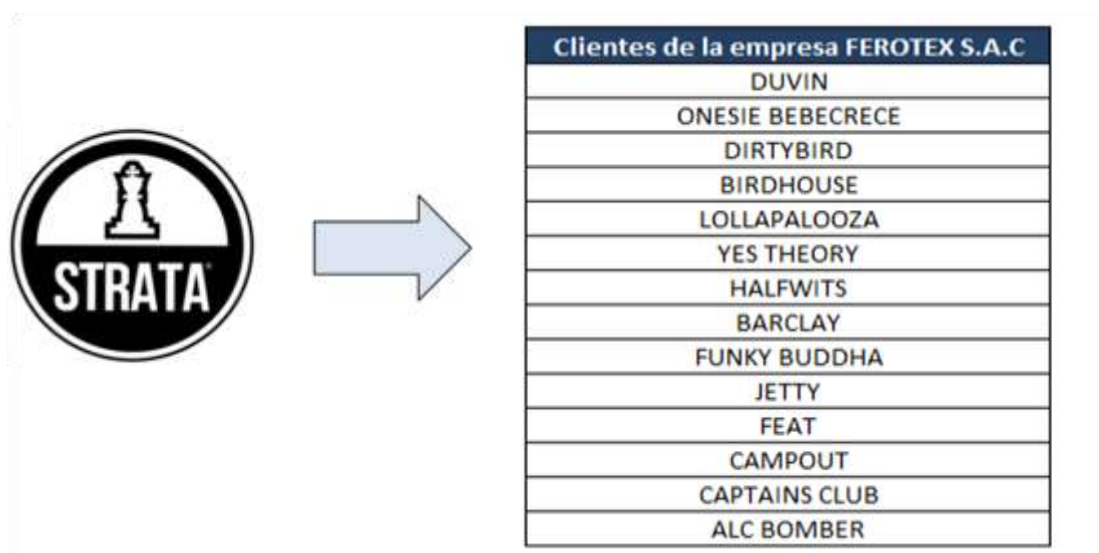 STRATA
Clientes de la empresa FEROTEX S.A.C
DUVIN
ONESIE BEBECRECE
DIRTYBIRD
BIRDHOUSE
LOLLAPALOOZA
YES THEORY
HALFWITS
BARCLAY
FUNKY BUDDHA
JETTY
FEAT
CAMPOUT
CAPTAINS CLUB
ALC BOMBER